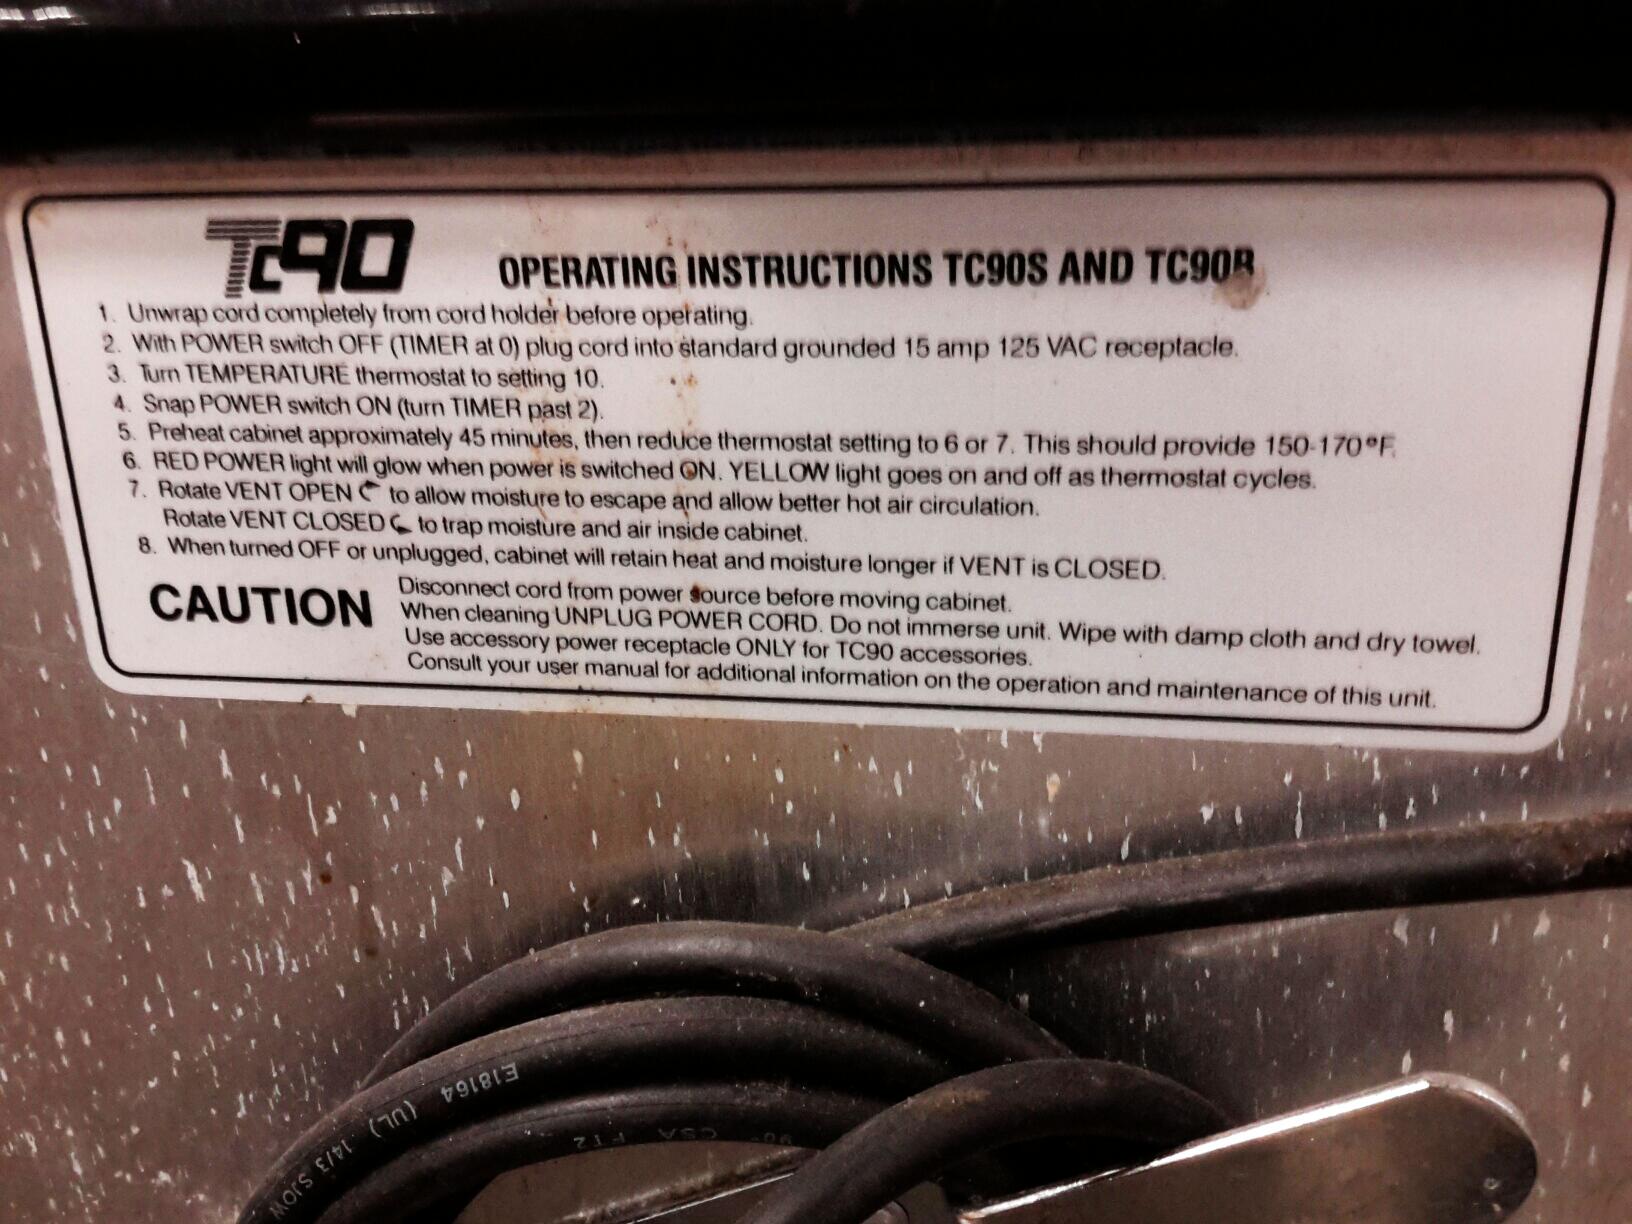 TC90
OPERATING INSTRUCTIONS TC90S AND TC90R
1. Unwrap cord completely from cord holder before operating.
2. With POWER switch OFF (TIMER at 0) plug cord into standard grounded 15 amp 125 VAC receptacle.
3. Turn TEMPERATURE thermostat to setting 10.
4. Snap POWER switch ON (turn TIMER past 2).
5. Preheat cabinet approximately 45 minutes, then reduce thermostat setting to 6 or 7. This should provide 150-170°F.
6. RED POWER light will glow when power is switched ON. YELLOW light goes on and off as thermostat cycles.
7. Rotate VENT OPEN to allow moisture to escape and allow better hot air circulation.
Rotate VENT CLOSED to trap moisture and air inside cabinet.
8. When turned OFF or unplugged, cabinet will retain heat and moisture longer if VENT is CLOSED.
CAUTION
Disconnect cord from power source before moving cabinet.
When cleaning UNPLUG POWER CORD. Do not immerse unit. Wipe with damp cloth and dry towel.
Use accessory power receptacle ONLY for TC90 accessories.
Consult your user manual for additional information on the operation and maintenance of this unit.
E18164 (UL) 14/3 SJOW
90° CSA FT2